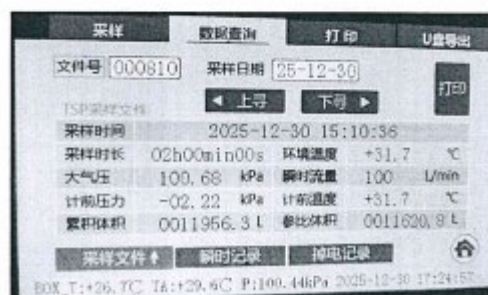 采样 数据查询 打印 U盘导出
文件号 000810 采样日期 25-12-30 打印
TSP采样文件 ◀ 上寻 下寻 ▶
采样时间 2025-12-30 15:10:36
采样时长 02h00min00s 环境温度 +31.7 ℃
大气压 100.68 kPa 瞬时流量 100 L/min
计前压力 -02.22 kPa 计前温度 +31.7 ℃
累积体积 0011956.3 L 参比体积 0011620.8 L
采样文件↑ 瞬时记录 掉电记录
BOX_T:+26.7℃ TA:+29.6℃ P:100.44kPa 2025-12-30 17:24:57